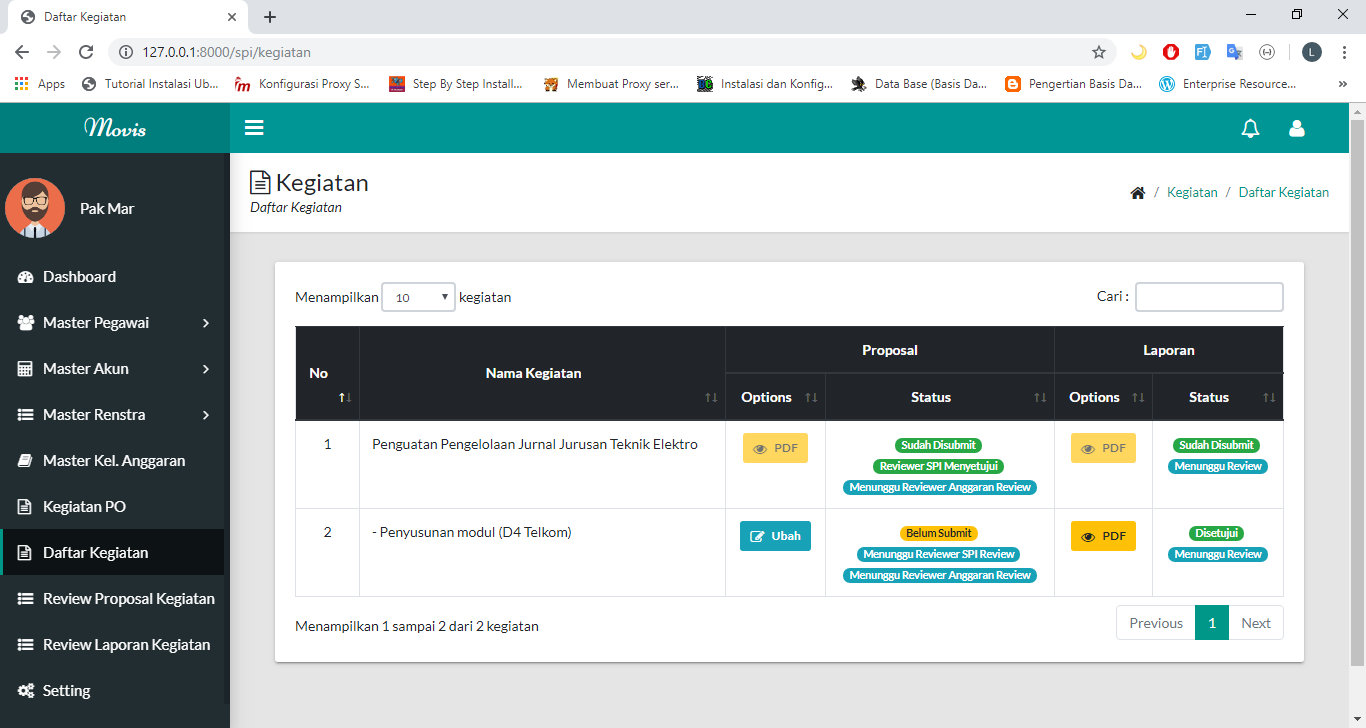 Daftar Kegiatan
127.0.0.1:8000/spi/kegiatan
L
Apps
Tutorial Instalasi Ub...
Konfigurasi Proxy S...
Step By Step Install...
Membuat Proxy ser...
Instalasi dan Konfig...
Data Base (Basis Da...
Pengertian Basis Da...
Enterprise Resource...
»
Movis
Pak Mar
Dashboard
Master Pegawai
Master Akun
Master Renstra
Master Kel. Anggaran
Kegiatan PO
Daftar Kegiatan
Review Proposal Kegiatan
Review Laporan Kegiatan
Setting
Kegiatan
Daftar Kegiatan
/ Kegiatan / Daftar Kegiatan
Menampilkan 10 kegiatan
Cari :
No
Nama Kegiatan
Proposal
Laporan
Options
Status
Options
Status
1
Penguatan Pengelolaan Jurnal Jurusan Teknik Elektro
PDF
Sudah Disubmit
Reviewer SPI Menyetujui
Menunggu Reviewer Anggaran Review
PDF
Sudah Disubmit
Menunggu Review
2
- Penyusunan modul (D4 Telkom)
Ubah
Belum Submit
Menunggu Reviewer SPI Review
Menunggu Reviewer Anggaran Review
PDF
Disetujui
Menunggu Review
Menampilkan 1 sampai 2 dari 2 kegiatan
Previous 1 Next